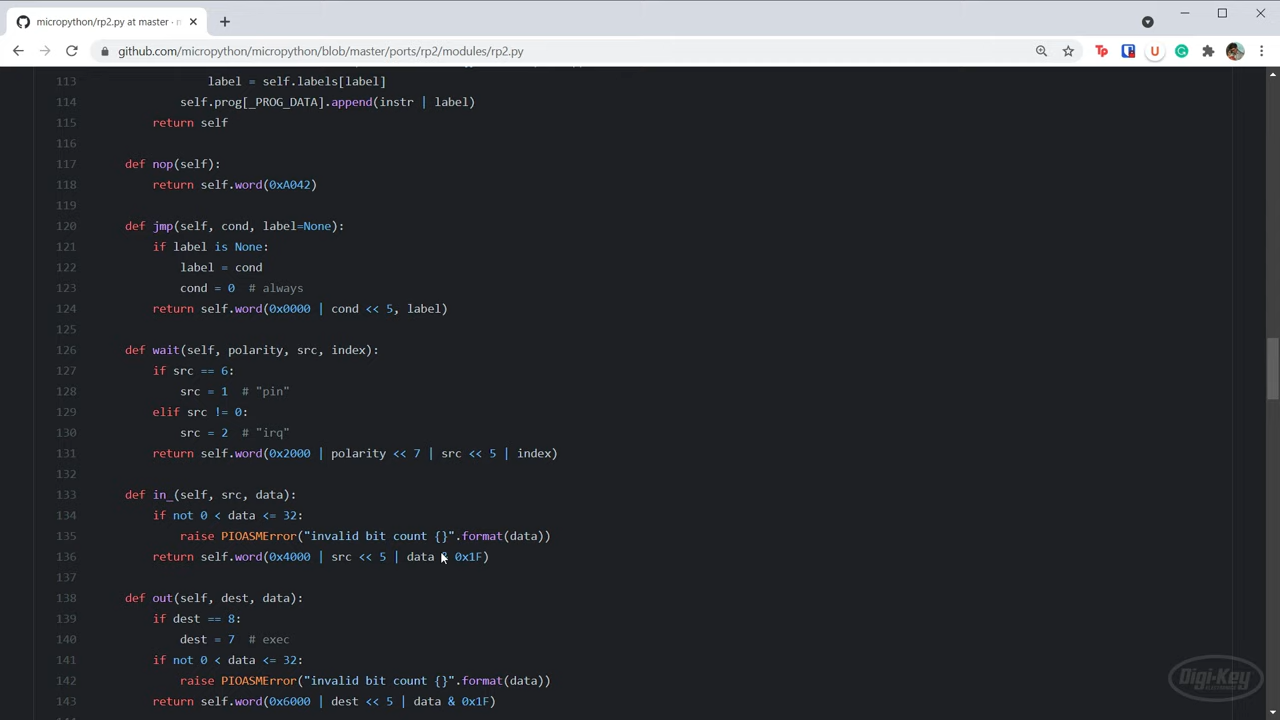 micropython/rp2.py at master · m
github.com/micropython/micropython/blob/master/ports/rp2/modules/rp2.py
113 label = self.labels[label]
114 self.prog[_PROG_DATA].append(instr | label)
115 return self
116
117 def nop(self):
118 return self.word(0xA042)
119
120 def jmp(self, cond, label=None):
121 if label is None:
122 label = cond
123 cond = 0  # always
124 return self.word(0x0000 | cond << 5, label)
125
126 def wait(self, polarity, src, index):
127 if src == 6:
128 src = 1  # "pin"
129 elif src != 0:
130 src = 2  # "irq"
131 return self.word(0x2000 | polarity << 7 | src << 5 | index)
132
133 def in_(self, src, data):
134 if not 0 < data <= 32:
135 raise PIOASMError("invalid bit count {}".format(data))
136 return self.word(0x4000 | src << 5 | data & 0x1F)
137
138 def out(self, dest, data):
139 if dest == 8:
140 dest = 7  # exec
141 if not 0 < data <= 32:
142 raise PIOASMError("invalid bit count {}".format(data))
143 return self.word(0x6000 | dest << 5 | data & 0x1F)
Digi-Key
ELECTRONICS